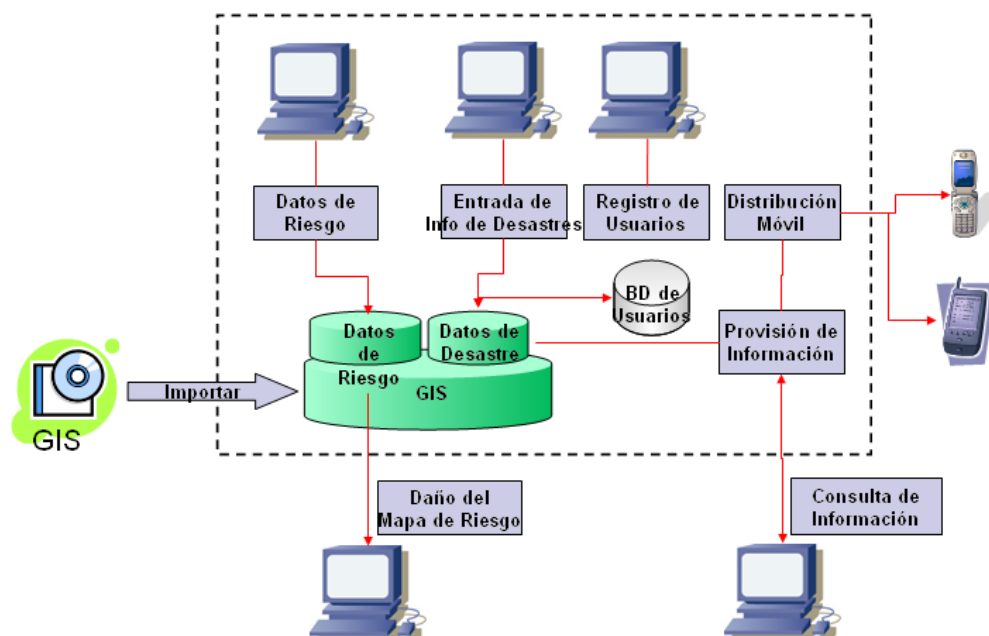 Datos de
Riesgo
Entrada de
Info de Desastres
Registro de
Usuarios
Distribución
Móvil
BD de
Usuarios
Datos
de
Riesgo
Datos de
Desastre
GIS
Provisión de
Información
Importar
GIS
Daño del
Mapa de Riesgo
Consulta de
Información